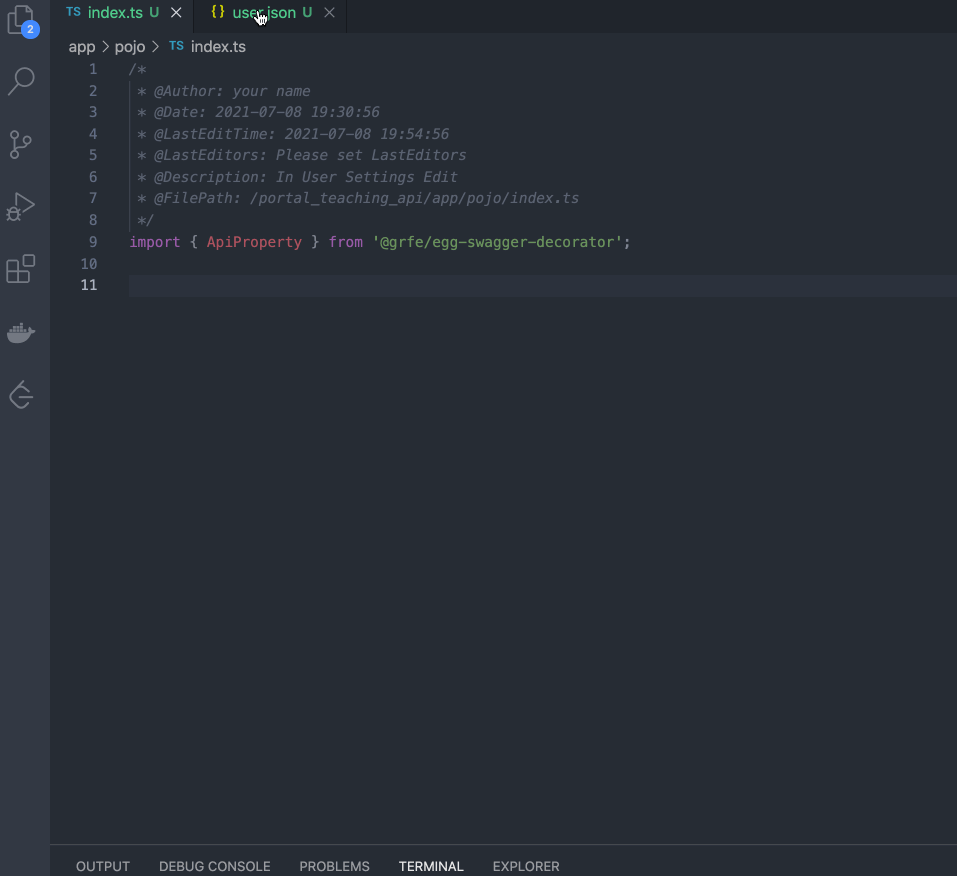 TS index.ts U
{} user.json U
2
app > pojo > TS index.ts
1 /*
2 * @Author: your name
3 * @Date: 2021-07-08 19:30:56
4 * @LastEditTime: 2021-07-08 19:54:56
5 * @LastEditors: Please set LastEditors
6 * @Description: In User Settings Edit
7 * @FilePath: /portal_teaching_api/app/pojo/index.ts
8 */
9 import { ApiProperty } from '@grfe/egg-swagger-decorator';
10
11
OUTPUT DEBUG CONSOLE PROBLEMS TERMINAL EXPLORER